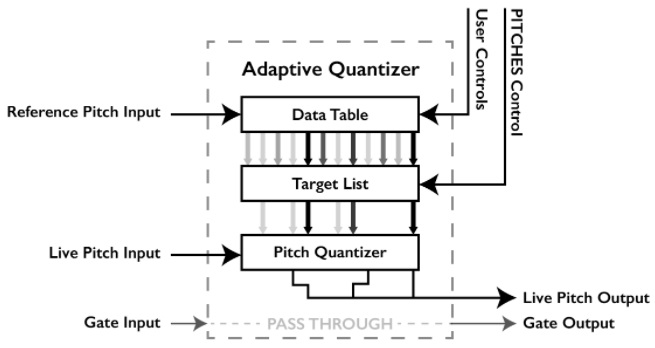 User Controls
PITCHES Control
Adaptive Quantizer
Reference Pitch Input
Data Table
Target List
Live Pitch Input
Pitch Quantizer
Live Pitch Output
Gate Input
PASS THROUGH
Gate Output